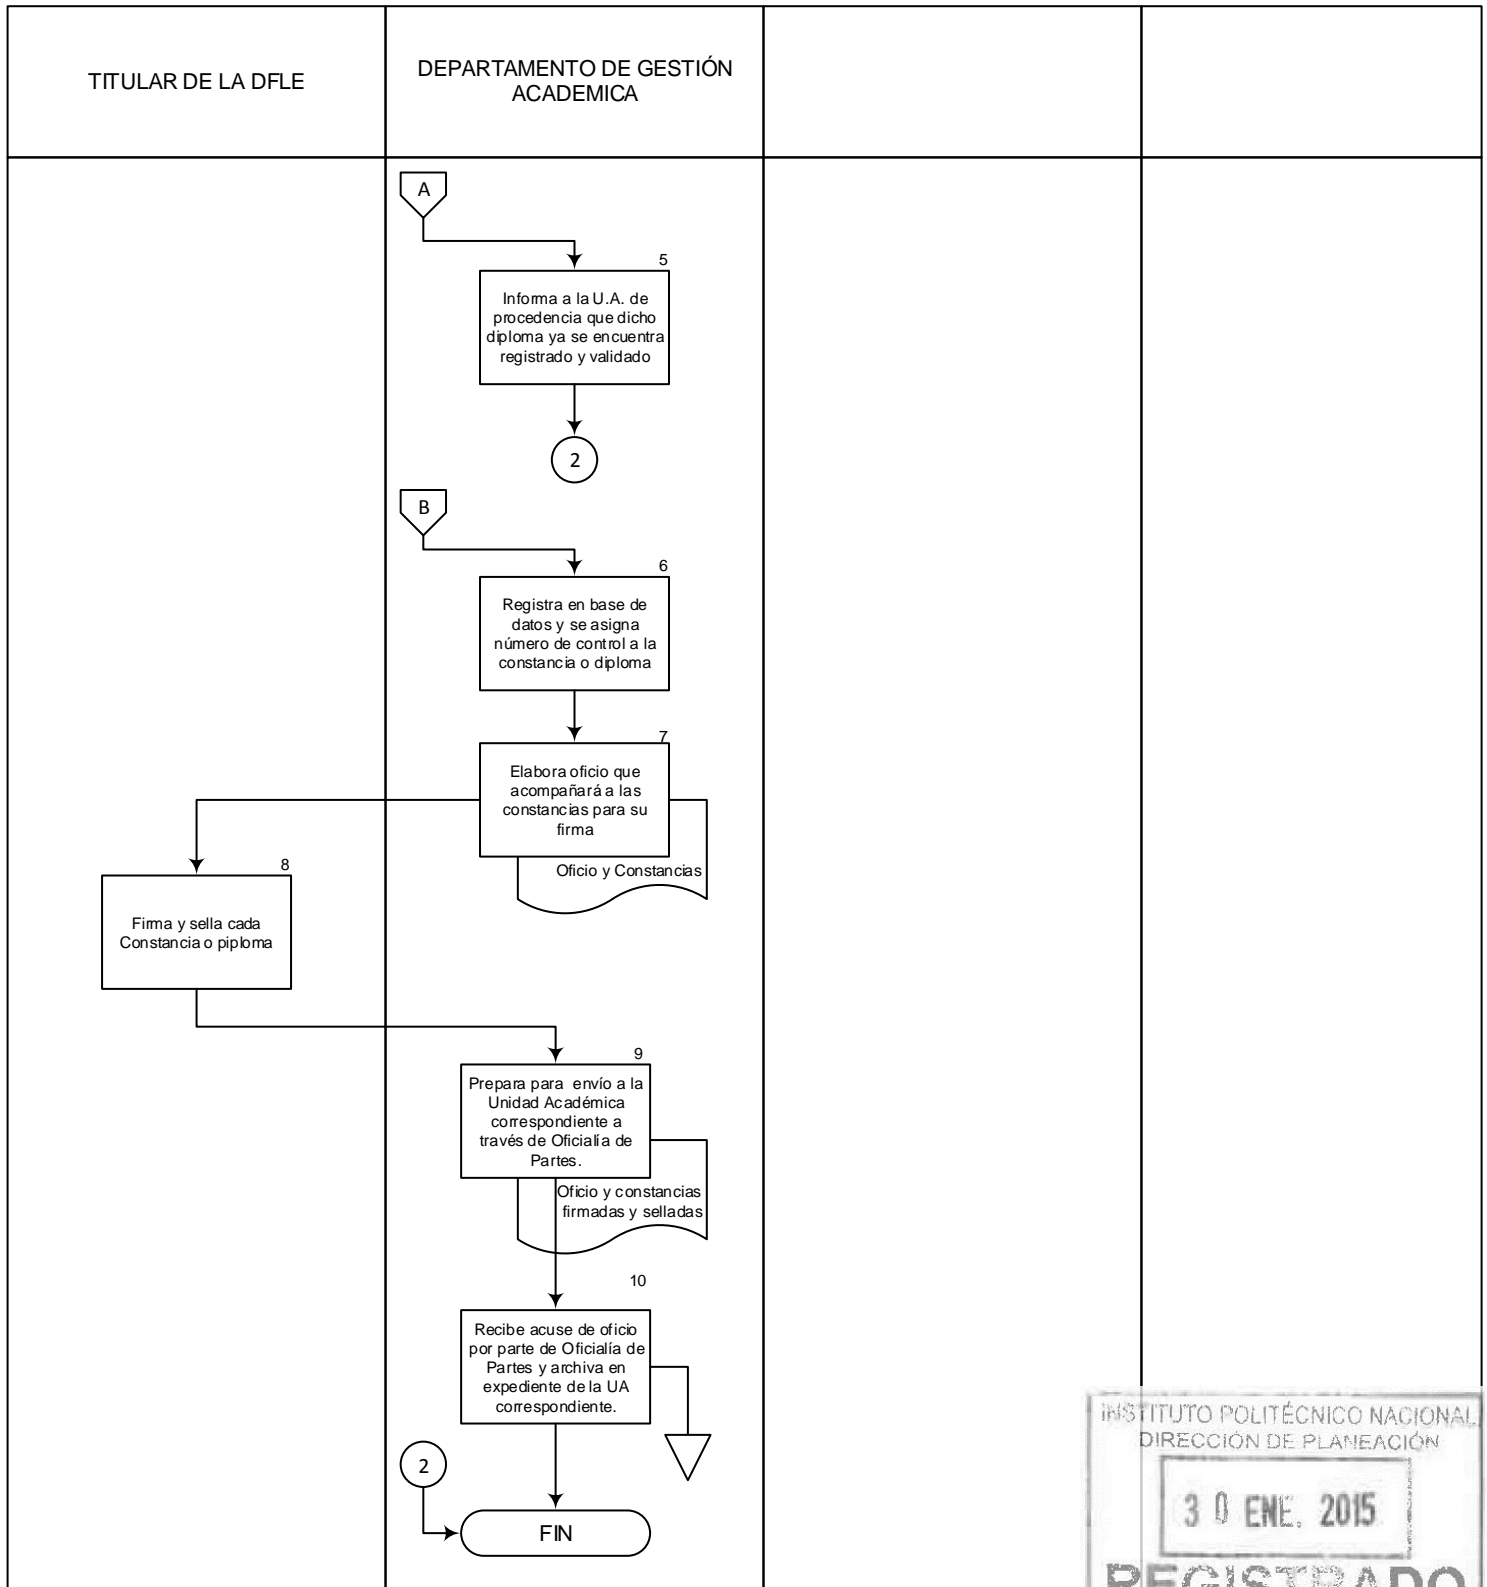 TITULAR DE LA DFLE
DEPARTAMENTO DE GESTIÓN
ACADEMICA
A
5
Informa a la U.A. de
procedencia que dicho
diploma ya se encuentra
registrado y validado
2
B
6
Registra en base de
datos y se asigna
número de control a la
constancia o diploma
7
Elabora oficio que
acompañará a las
constancias para su
firma
Oficio y Constancias
8
Firma y sella cada
Constancia o piploma
9
Prepara para envío a la
Unidad Académica
correspondiente a
través de Oficialía de
Partes.
Oficio y constancias
firmadas y selladas
10
Recibe acuse de oficio
por parte de Oficialía de
Partes y archiva en
expediente de la UA
correspondiente.
2
FIN
INSTITUTO POLITÉCNICO NACIONAL
DIRECCIÓN DE PLANEACIÓN
30 ENE. 2015
REGISTRADO